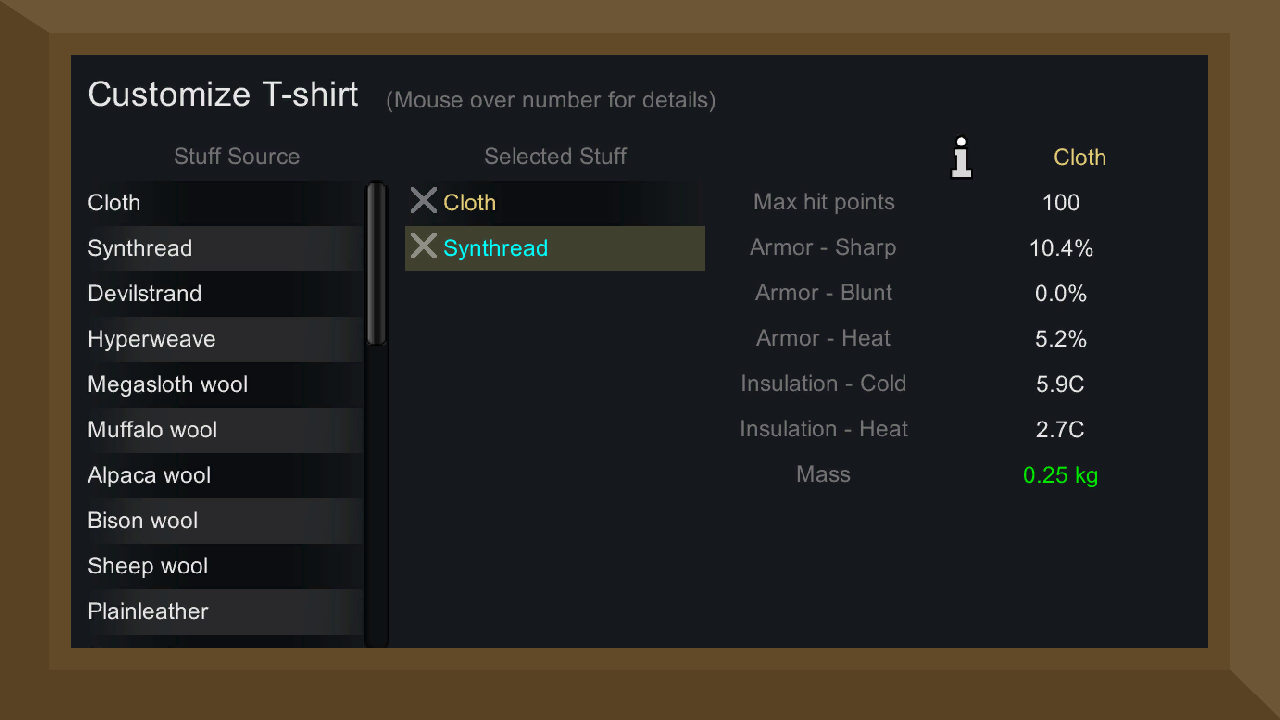 Customize T-shirt (Mouse over number for details)
Stuff Source
Selected Stuff
Cloth
Cloth
Cloth
Max hit points
100
Synthread
Synthread
Armor - Sharp
10.4%
Devilstrand
Armor - Blunt
0.0%
Hyperweave
Armor - Heat
5.2%
Megasloth wool
Insulation - Cold
5.9C
Muffalo wool
Insulation - Heat
2.7C
Alpaca wool
Mass
0.25 kg
Bison wool
Sheep wool
Plainleather